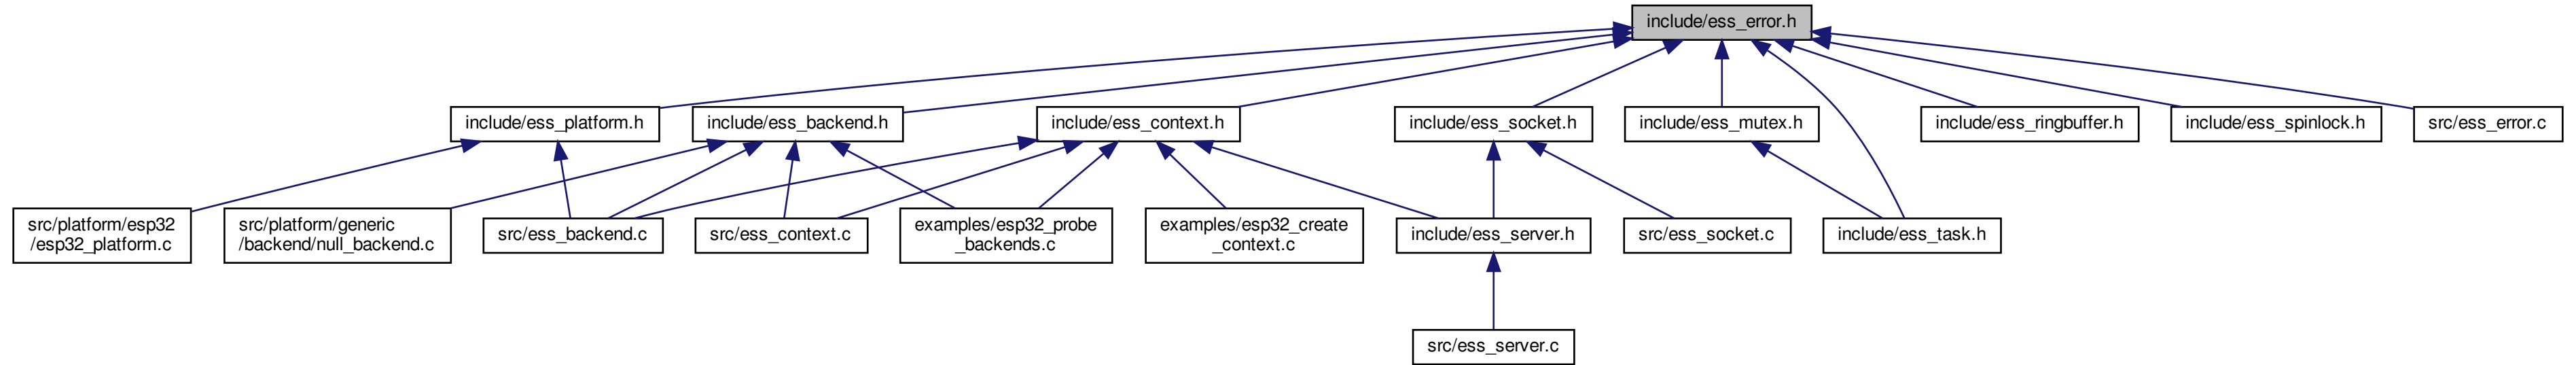 include/ess_error.h
include/ess_platform.h
include/ess_backend.h
include/ess_context.h
include/ess_socket.h
include/ess_mutex.h
include/ess_ringbuffer.h
include/ess_spinlock.h
src/ess_error.c
src/platform/esp32
/esp32_platform.c
src/platform/generic
/backend/null_backend.c
src/ess_backend.c
src/ess_context.c
examples/esp32_probe
_backends.c
examples/esp32_create
_context.c
include/ess_server.h
src/ess_socket.c
include/ess_task.h
src/ess_server.c